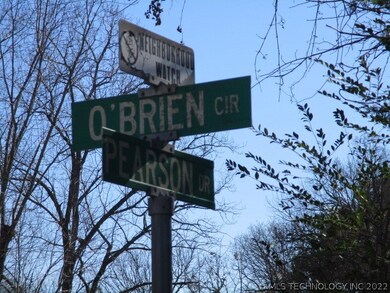 NEIGHBORHOOD
WATCH
O'BRIEN CIR
PEARSON DR
© MLS TECHNOLOGY, INC 2022